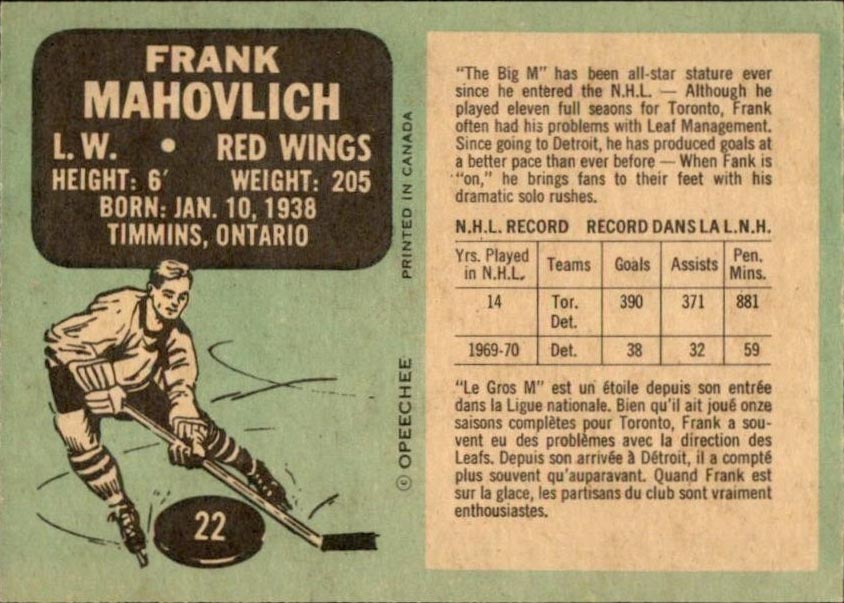 FRANK
MAHOVLICH
L. W. • RED WINGS
HEIGHT: 6' WEIGHT: 205
BORN: JAN. 10, 1938
TIMMINS, ONTARIO
PRINTED IN CANADA
© OPEECHEE
22
"The Big M" has been all-star stature ever
since he entered the N.H.L. — Although he
played eleven full seaons for Toronto, Frank
often had his problems with Leaf Management.
Since going to Detroit, he has produced goals at
a better pace than ever before — When Fank is
"on," he brings fans to their feet with his
dramatic solo rushes.
N.H.L. RECORD RECORD DANS LA L.N.H.
Yrs. Played in N.H.L. Teams Goals Assists Pen. Mins.
14 Tor. Det. 390 371 881
1969-70 Det. 38 32 59
"Le Gros M" est un étoile depuis son entrée
dans la Ligue nationale. Bien qu'il ait joué onze
saisons complètes pour Toronto, Frank a sou-
vent eu des problèmes avec la direction des
Leafs. Depuis son arrivée à Détroit, il a compté
plus souvent qu'auparavant. Quand Frank est
sur la glace, les partisans du club sont vraiment
enthousiastes.